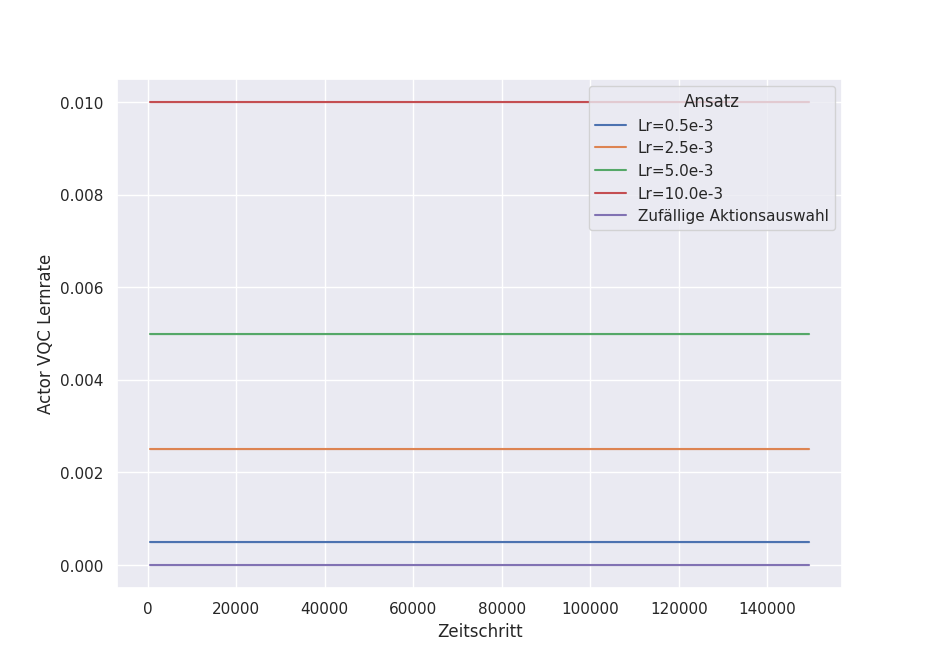 Ansatz
Lr=0.5e-3
Lr=2.5e-3
Lr=5.0e-3
Lr=10.0e-3
Zufällige Aktionsauswahl
Actor VQC Lernrate
0.010
0.008
0.006
0.004
0.002
0.000
0 20000 40000 60000 80000 100000 120000 140000
Zeitschritt